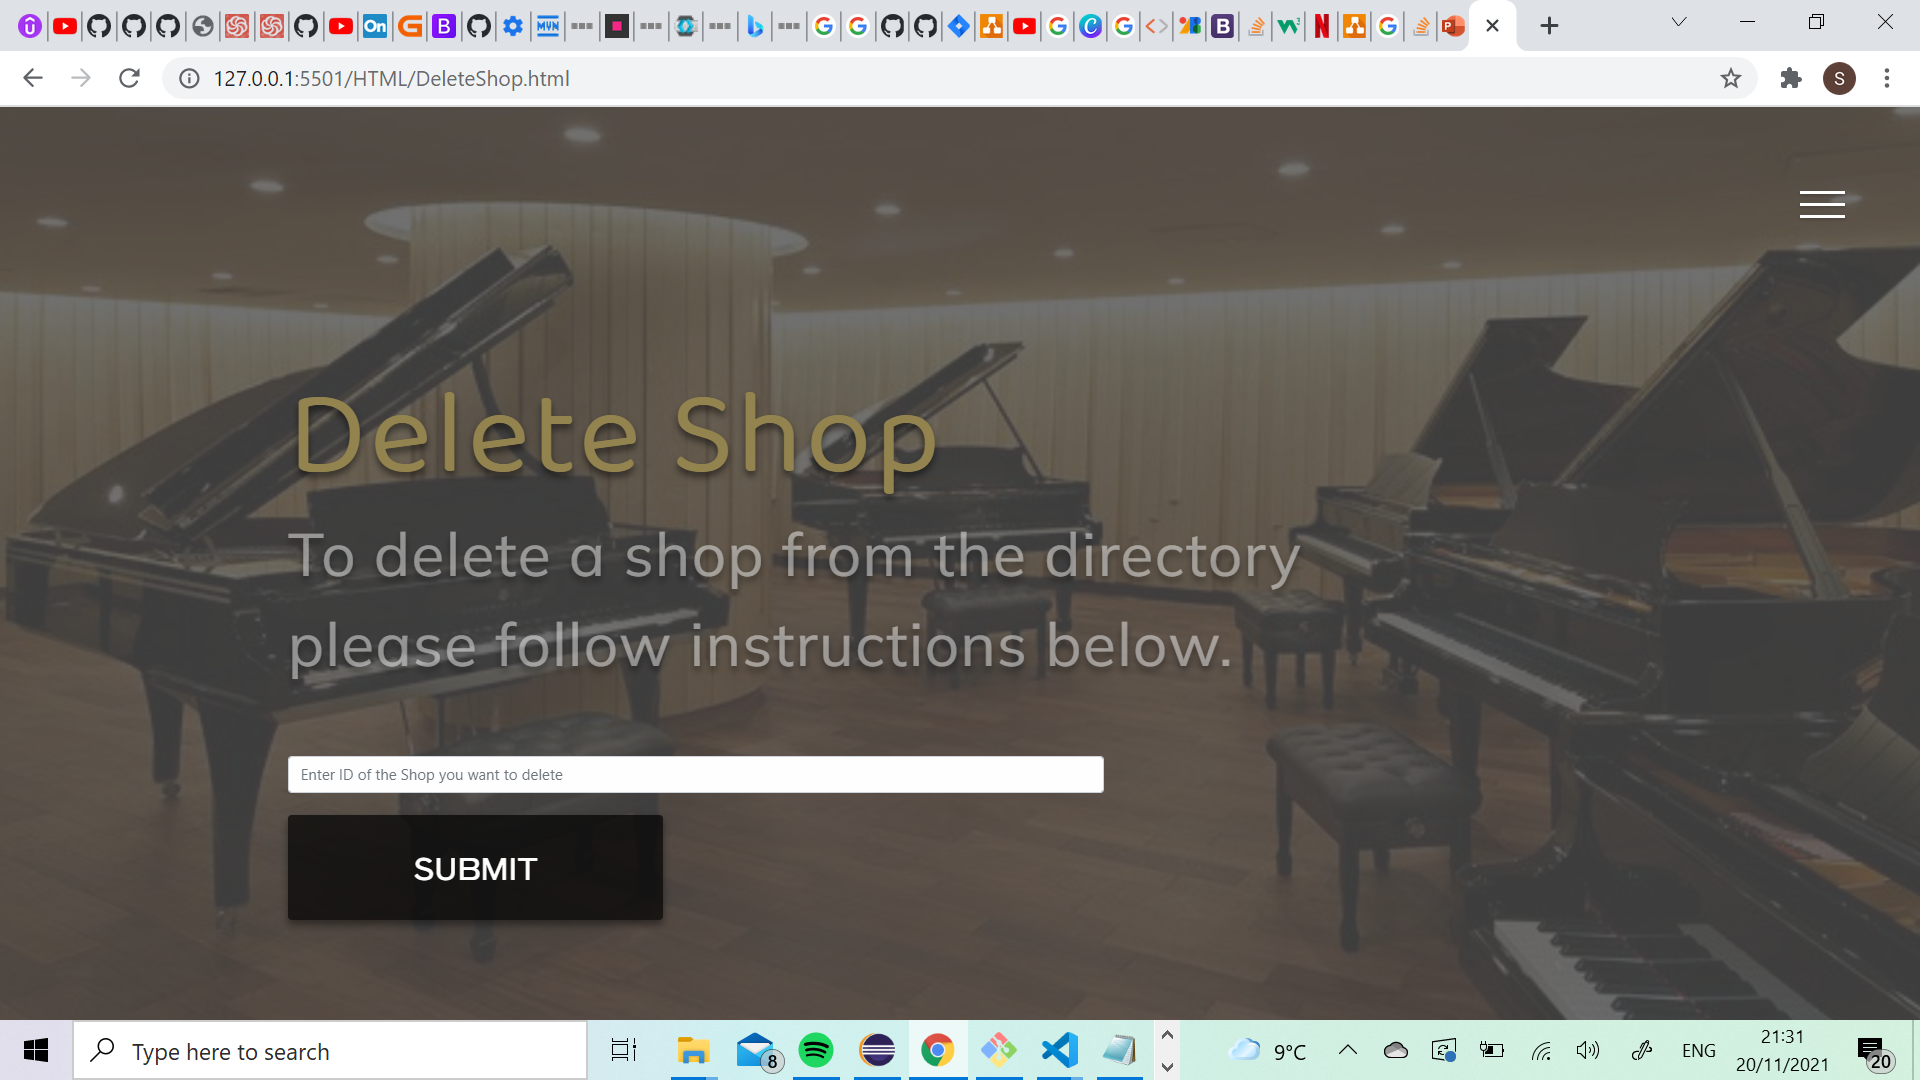 127.0.0.1:5501/HTML/DeleteShop.html
S
Delete Shop
To delete a shop from the directory
please follow instructions below.
Enter ID of the Shop you want to delete
SUBMIT
Type here to search
8
9°C
ENG
21:31
20/11/2021
20